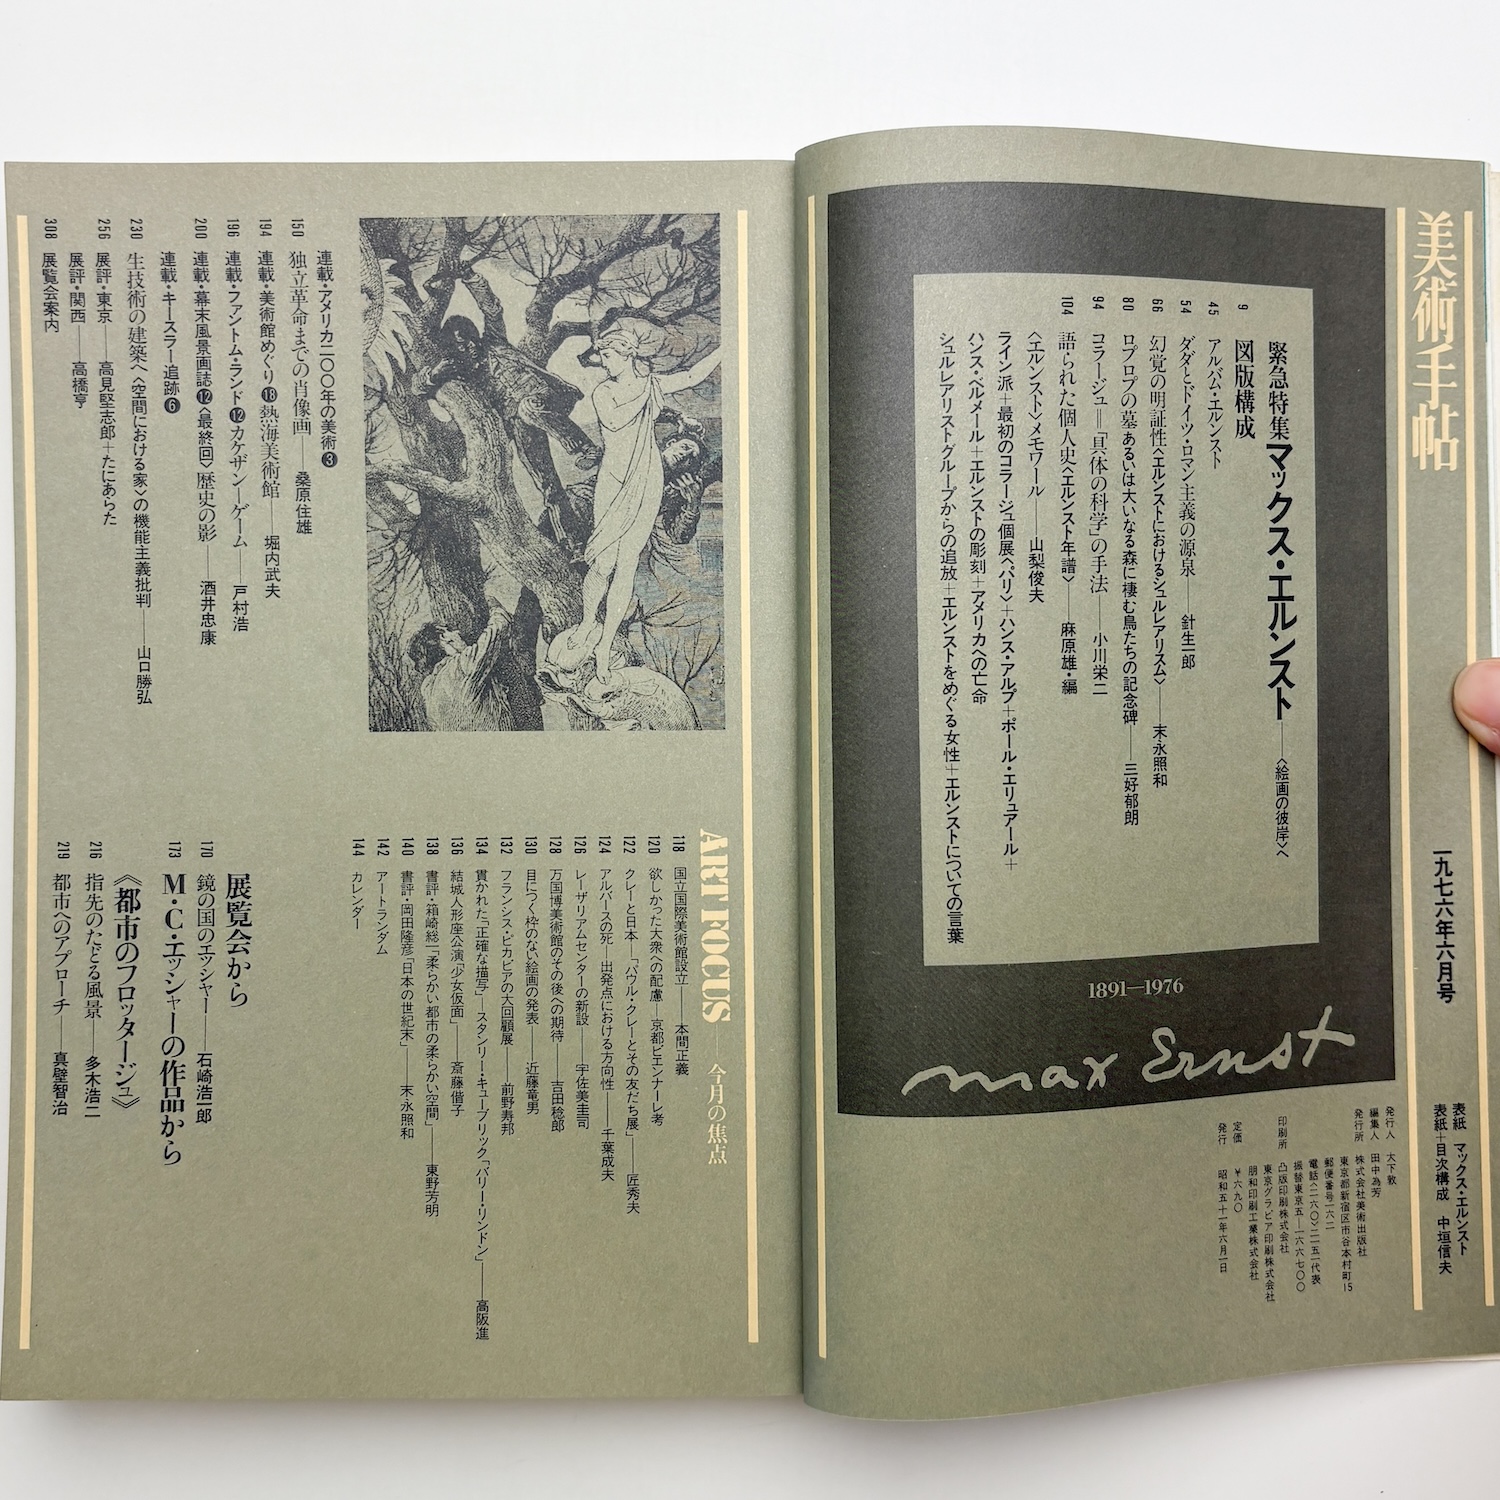 美術手帖
一九七六年六月号
表紙 マックス・エルンスト
表紙+目次構成 中垣信夫
緊急特集マックス・エルンスト——〈絵画の彼岸〉へ
図版構成
9
45 アルバム・エルンスト
54 ダダとドイツ・ロマン主義の源泉——針生一郎
66 幻覚の明証性〈エルンストにおけるシュルレアリスム〉——末永照和
80 ロプロプの墓あるいは大いなる森に棲む鳥たちの記念碑——三好郁朗
94 コラージュ=「具体の科学」の手法——小川栄二
104 語られた個人史〈エルンスト年譜〉——麻原雄・編
〈エルンスト〉メモワール——山梨俊夫
ライン派+最初のコラージュ個展〈パリ〉+ハンス・アルプ+ポール・エリュアール+
ハンス・ベルメール+エルンストの彫刻+アメリカへの亡命
シュルレアリストグループからの追放+エルンストをめぐる女性+エルンストについての言葉
1891—1976
max Ernst
発行人 大下敦
編集人 田中為芳
発行所 株式会社美術出版社
東京都新宿区市谷本村町15
郵便番号一六二
電話〈二六〇〉二一五一代表
振替東京五—一六六七〇〇
印刷所 凸版印刷株式会社
東京グラビア印刷株式会社
朋和印刷工業株式会社
定価 ¥六九〇
発行 昭和五十一年六月一日
ART FOCUS——今月の焦点
118 国立国際美術館設立——本間正義
120 欲しかった大衆への配慮—京都ビエンナーレ考
122 クレーと日本—「パウル・クレーとその友だち展」——匠秀夫
124 アルバースの死—出発点における方向性——千葉成夫
126 レーザリアムセンターの新設——宇佐美圭司
128 万国博美術館のその後への期待——吉田稔郎
130 目につく枠のない絵画の発表——近藤竜男
132 フランシス・ピカビアの大回顧展——前野寿邦
134 貫かれた「正確な描写」—スタンリー・キューブリック「バリー・リンドン」——高阪進
136 結城人形座公演「少女仮面」——斎藤偕子
138 書評・箱崎総一「柔らかい都市の柔らかい空間」——東野芳明
140 書評・岡田隆彦「日本の世紀末」——末永照和
142 アートランダム
144 カレンダー
連載・アメリカ二〇〇年の美術❸
150 独立革命までの肖像画——桑原住雄
194 連載・美術館めぐり⓲熱海美術館——堀内武夫
196 連載・ファントム・ランド⓬カケザン—ゲーム——戸村浩
200 連載・幕末風景画誌⓬〈最終回〉歴史の影——酒井忠康
連載・キースラー追跡❻
230 生技術の建築へ〈空間における家〉の機能主義批判——山口勝弘
256 展評・東京——高見堅志郎+たにあらた
展評・関西——高橋亨
308 展覧会案内
展覧会から
170 鏡の国のエッシャー——石崎浩一郎
173 M・C・エッシャーの作品から
《都市のフロッタージュ》
216 指先のたどる風景——多木浩二
219 都市へのアプローチ——真壁智治